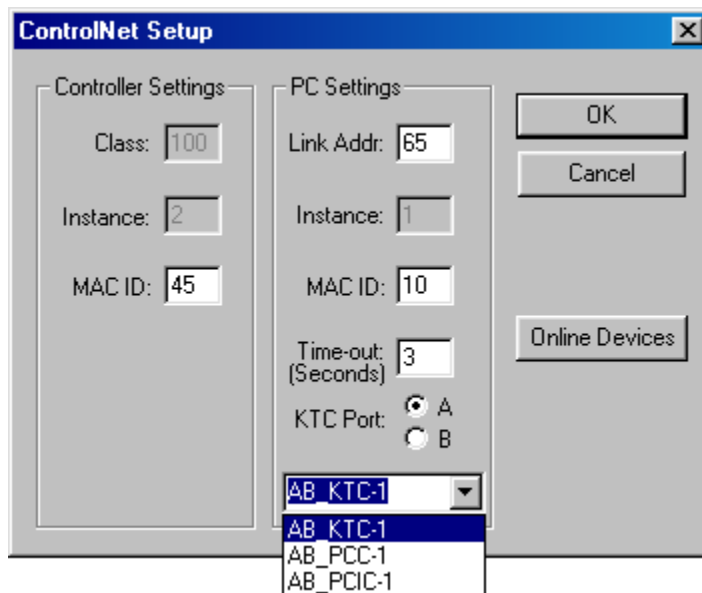 ControlNet Setup
Controller Settings
Class: 100
Instance: 2
MAC ID: 45
PC Settings
Link Addr: 65
Instance: 1
MAC ID: 10
Time-out: 3
(Seconds)
KTC Port: A
B
AB_KTC-1
AB_KTC-1
AB_PCC-1
AB_PCIC-1
OK
Cancel
Online Devices